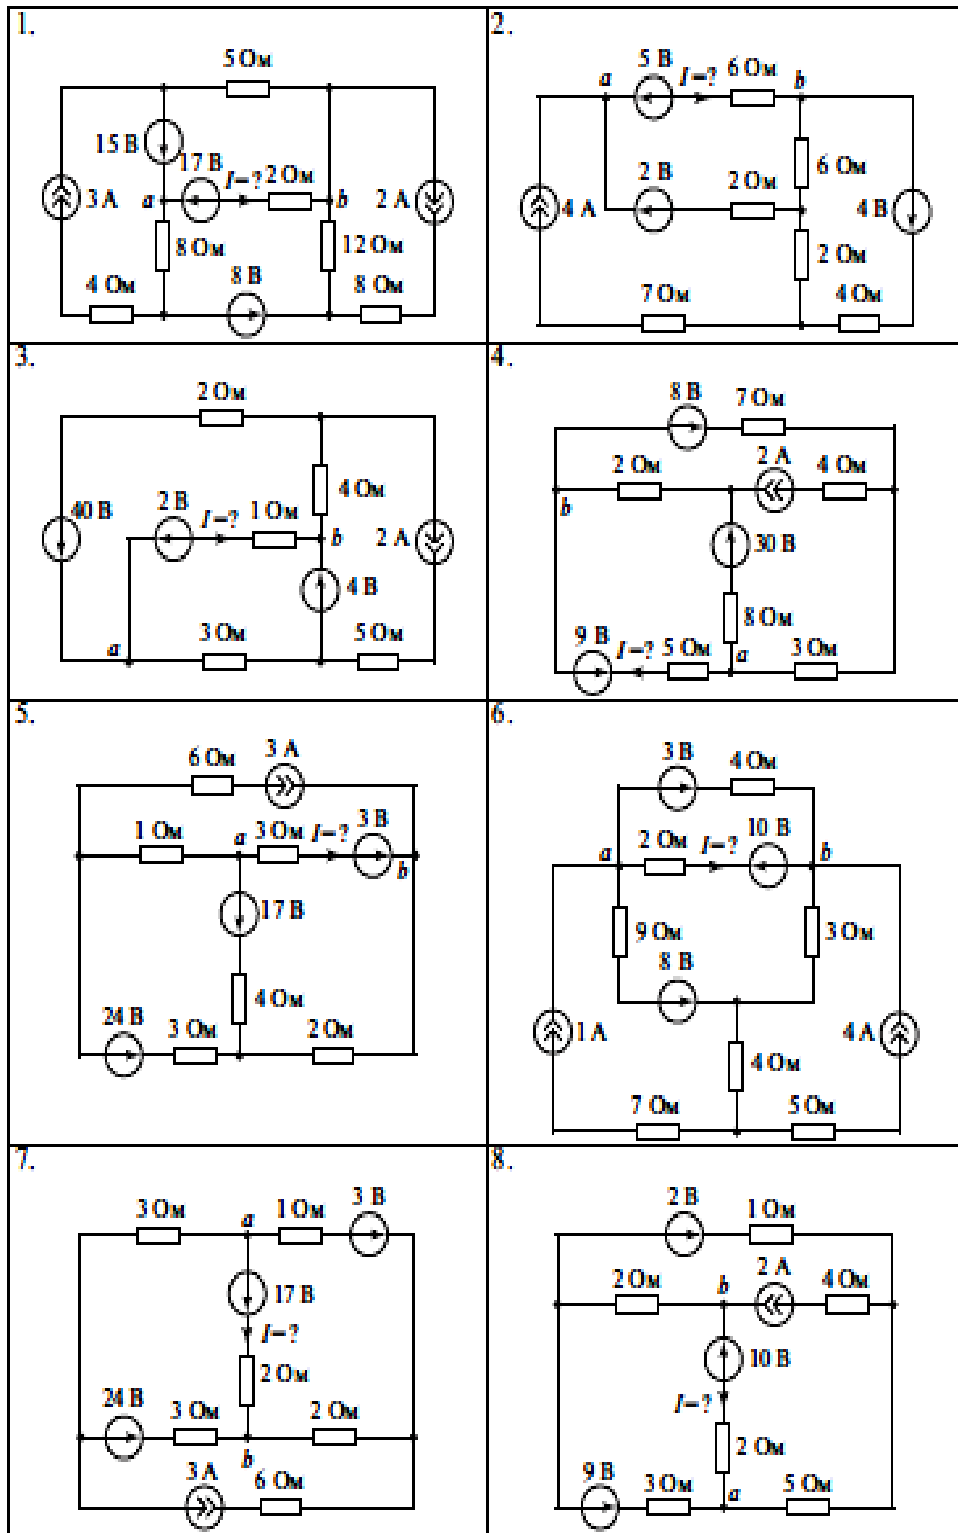 1.
5 Ом
15 В
17 В
I=?
2 Ом
3 А
a
b
2 А
8 Ом
12 Ом
4 Ом
8 В
8 Ом
2.
a
5 В
I=?
6 Ом
b
6 Ом
2 В
2 Ом
4 А
4 В
2 Ом
7 Ом
4 Ом
3.
2 Ом
4 Ом
40 В
2 В
I=?
1 Ом
b
2 А
4 В
a
3 Ом
5 Ом
4.
8 В
7 Ом
2 Ом
2 А
4 Ом
b
30 В
8 Ом
9 В
I=?
5 Ом
a
3 Ом
5.
6 Ом
3 А
1 Ом
a
3 Ом
I=?
3 В
b
17 В
4 Ом
24 В
3 Ом
2 Ом
6.
3 В
4 Ом
a
2 Ом
I=?
10 В
b
9 Ом
3 Ом
8 В
1 А
4 А
4 Ом
7 Ом
5 Ом
7.
3 Ом
a
1 Ом
3 В
17 В
I=?
2 Ом
24 В
3 Ом
2 Ом
b
3 А
6 Ом
8.
2 В
1 Ом
2 Ом
b
2 А
4 Ом
10 В
I=?
2 Ом
9 В
3 Ом
a
5 Ом